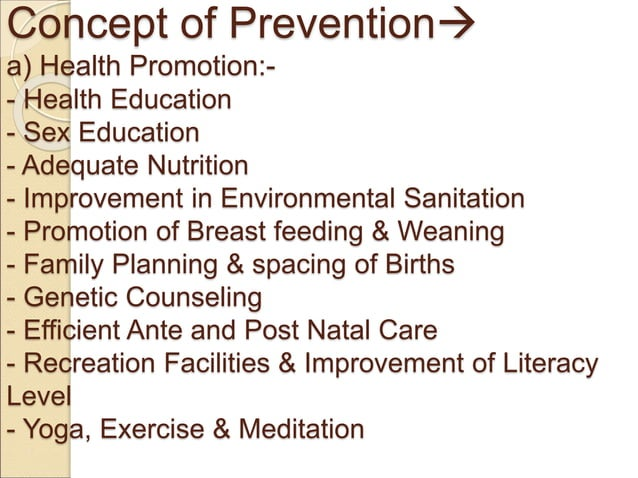 Concept of Prevention→
a) Health Promotion:-
- Health Education
- Sex Education
- Adequate Nutrition
- Improvement in Environmental Sanitation
- Promotion of Breast feeding & Weaning
- Family Planning & spacing of Births
- Genetic Counseling
- Efficient Ante and Post Natal Care
- Recreation Facilities & Improvement of Literacy
Level
- Yoga, Exercise & Meditation